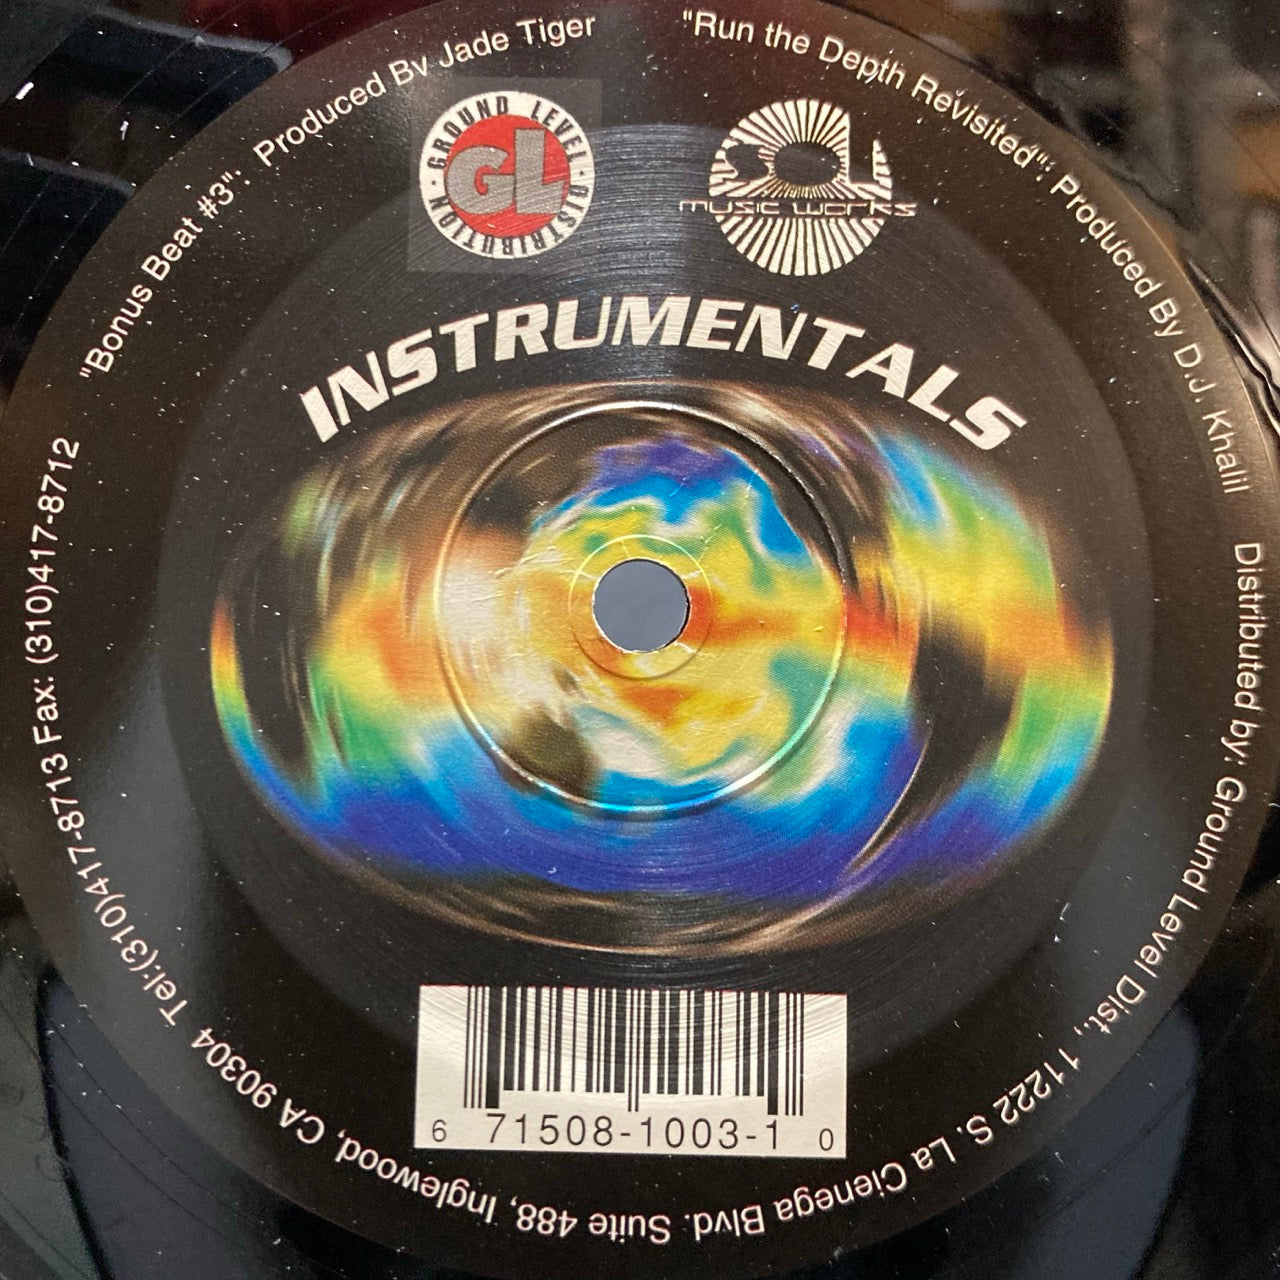 "Bonus Beat #3": Produced By Jade Tiger
"Run the Depth Revisited": Produced By D.J. Khalil
GROUND LEVEL
GL
· DISTRIBUTION ·
SOL
MUSIC WORKS
INSTRUMENTALS
6 71508-1003-1 0
Distributed by: Ground Level Dist., 11222 S. La Cienega Blvd. Suite 488, Inglewood, CA 90304 Tel:(310)417-8713 Fax: (310)417-8712